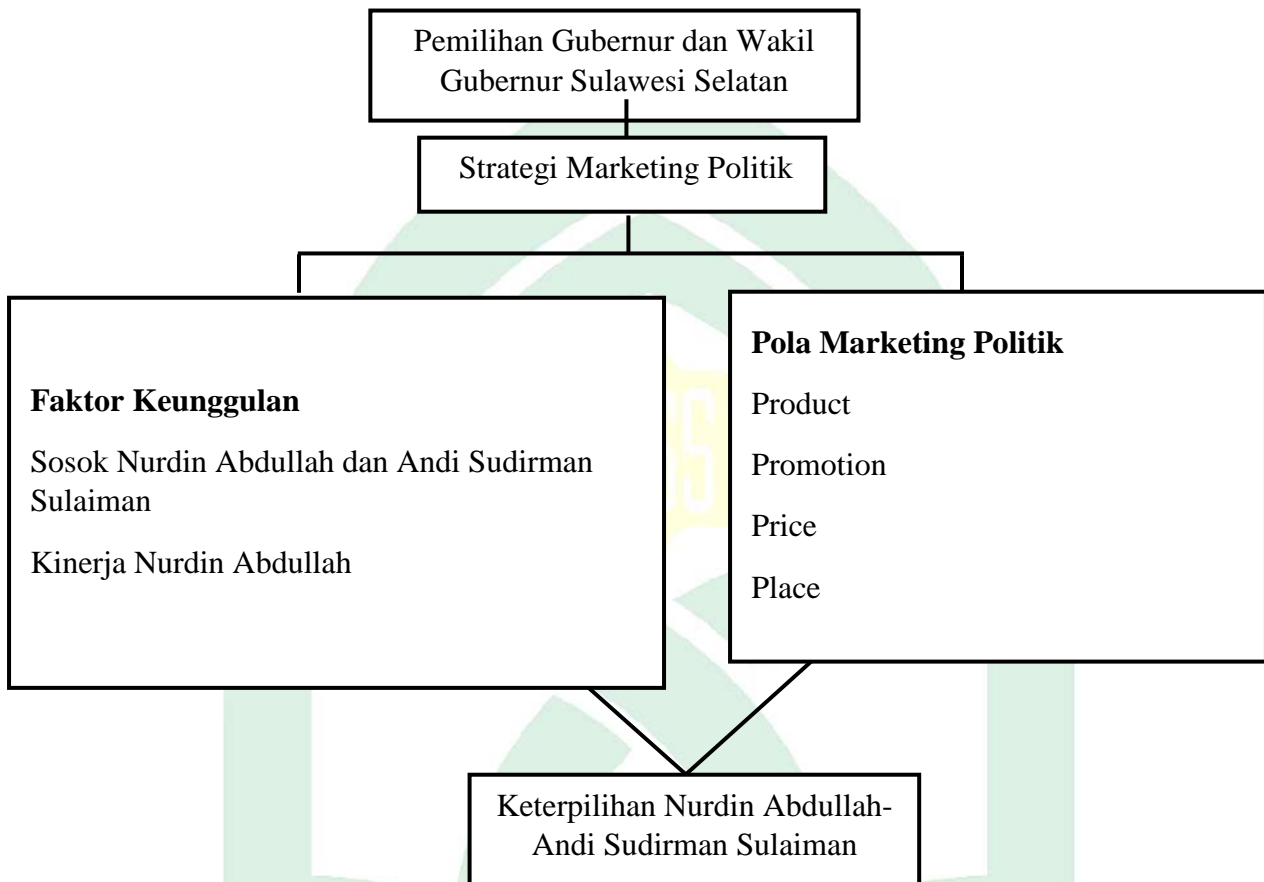 Pemilihan Gubernur dan Wakil
Gubernur Sulawesi Selatan
Strategi Marketing Politik
Faktor Keunggulan
Sosok Nurdin Abdullah dan Andi Sudirman
Sulaiman
Kinerja Nurdin Abdullah
Pola Marketing Politik
Product
Promotion
Price
Place
Keterpilihan Nurdin Abdullah-
Andi Sudirman Sulaiman